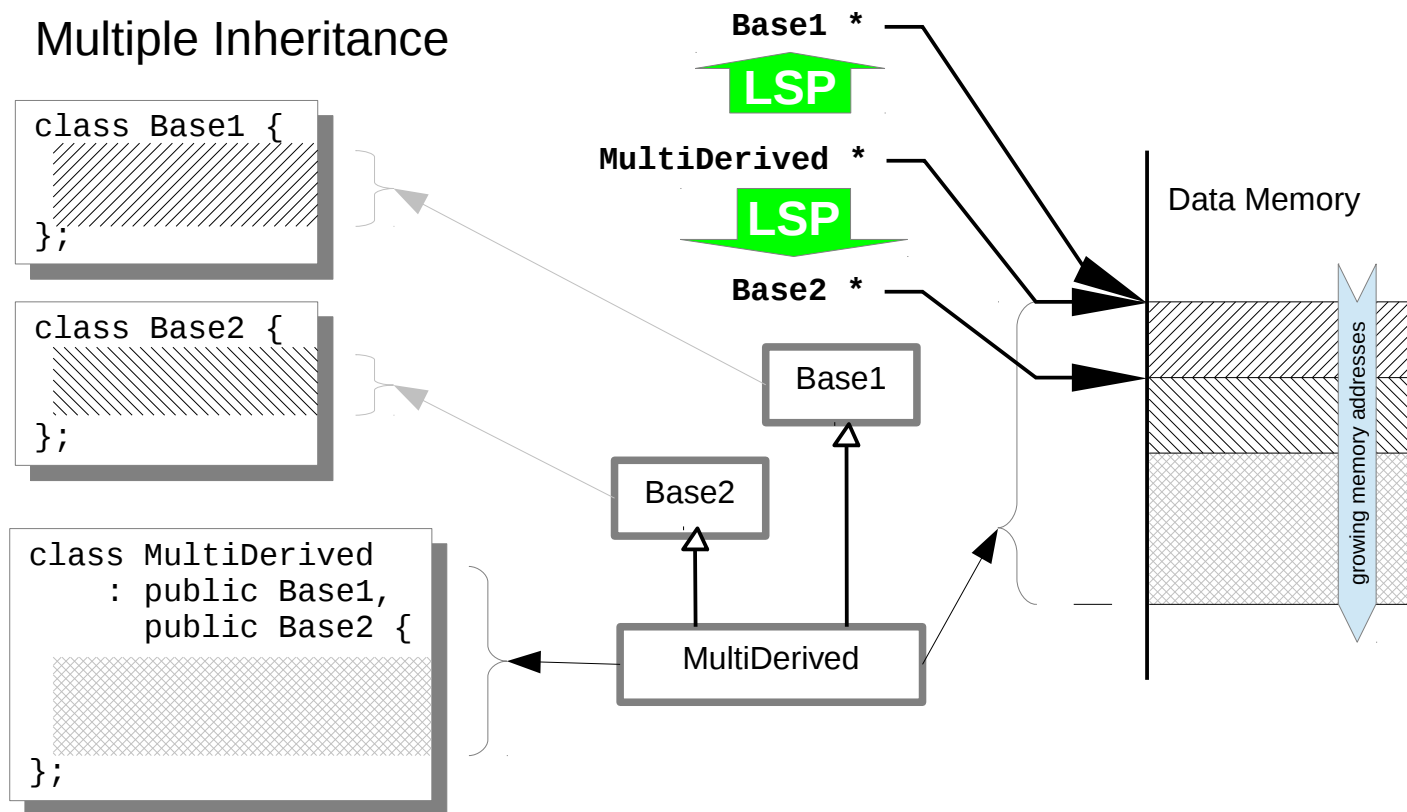 Multiple Inheritance
class Base1 {
};
class Base2 {
};
class MultiDerived
    : public Base1,
      public Base2 {
};
Base1 *
LSP
MultiDerived *
LSP
Base2 *
Base1
Base2
MultiDerived
Data Memory
growing memory addresses